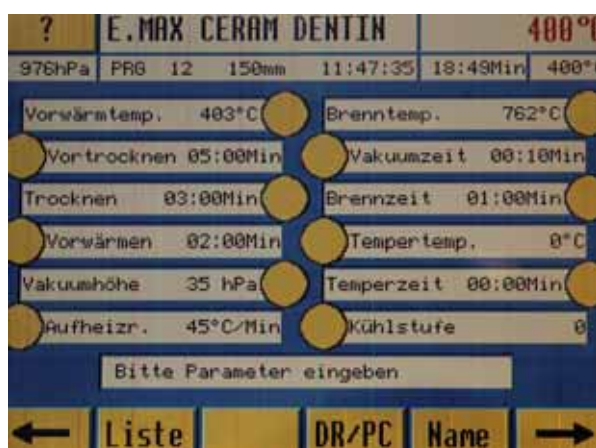 ? E.MAX CERAM DENTIN 400°C
976hPa PRG 12 150mm 11:47:35 18:49Min 400°
Vorwärmtemp. 403°C Brenntemp. 762°C
Vortrocknen 05:00Min Vakuumzeit 00:10Min
Trocknen 03:00Min Brennzeit 01:00Min
Vorwärmen 02:00Min Tempertemp. 0°C
Vakuumhöhe 35 hPa Temperzeit 00:00Min
Aufheizr. 45°C/Min Kühlstufe 0
Bitte Parameter eingeben
← Liste DR/PC Name →